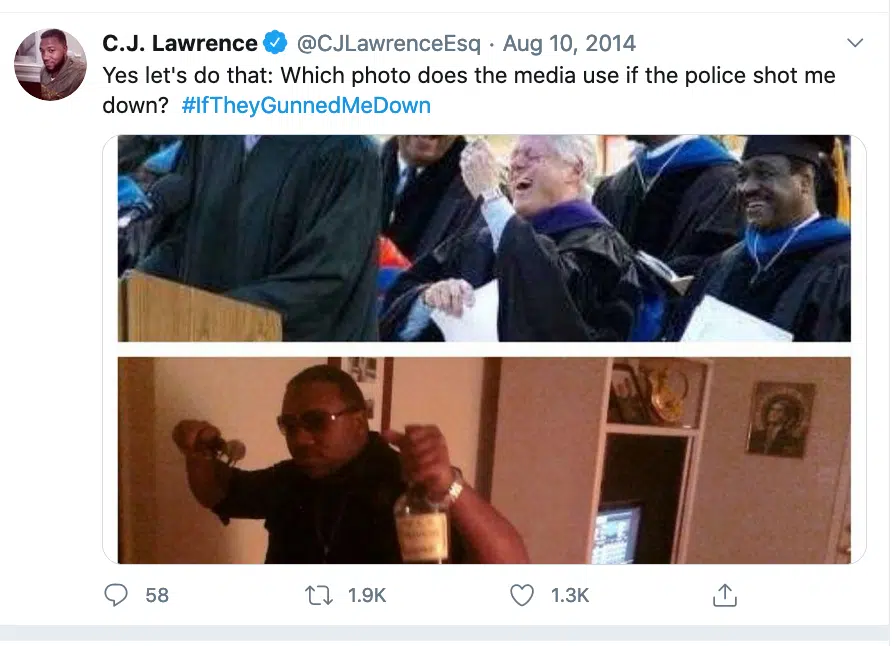 C.J. Lawrence @CJLawrenceEsq · Aug 10, 2014
Yes let's do that: Which photo does the media use if the police shot me
down? #IfTheyGunnedMeDown
58 1.9K 1.3K